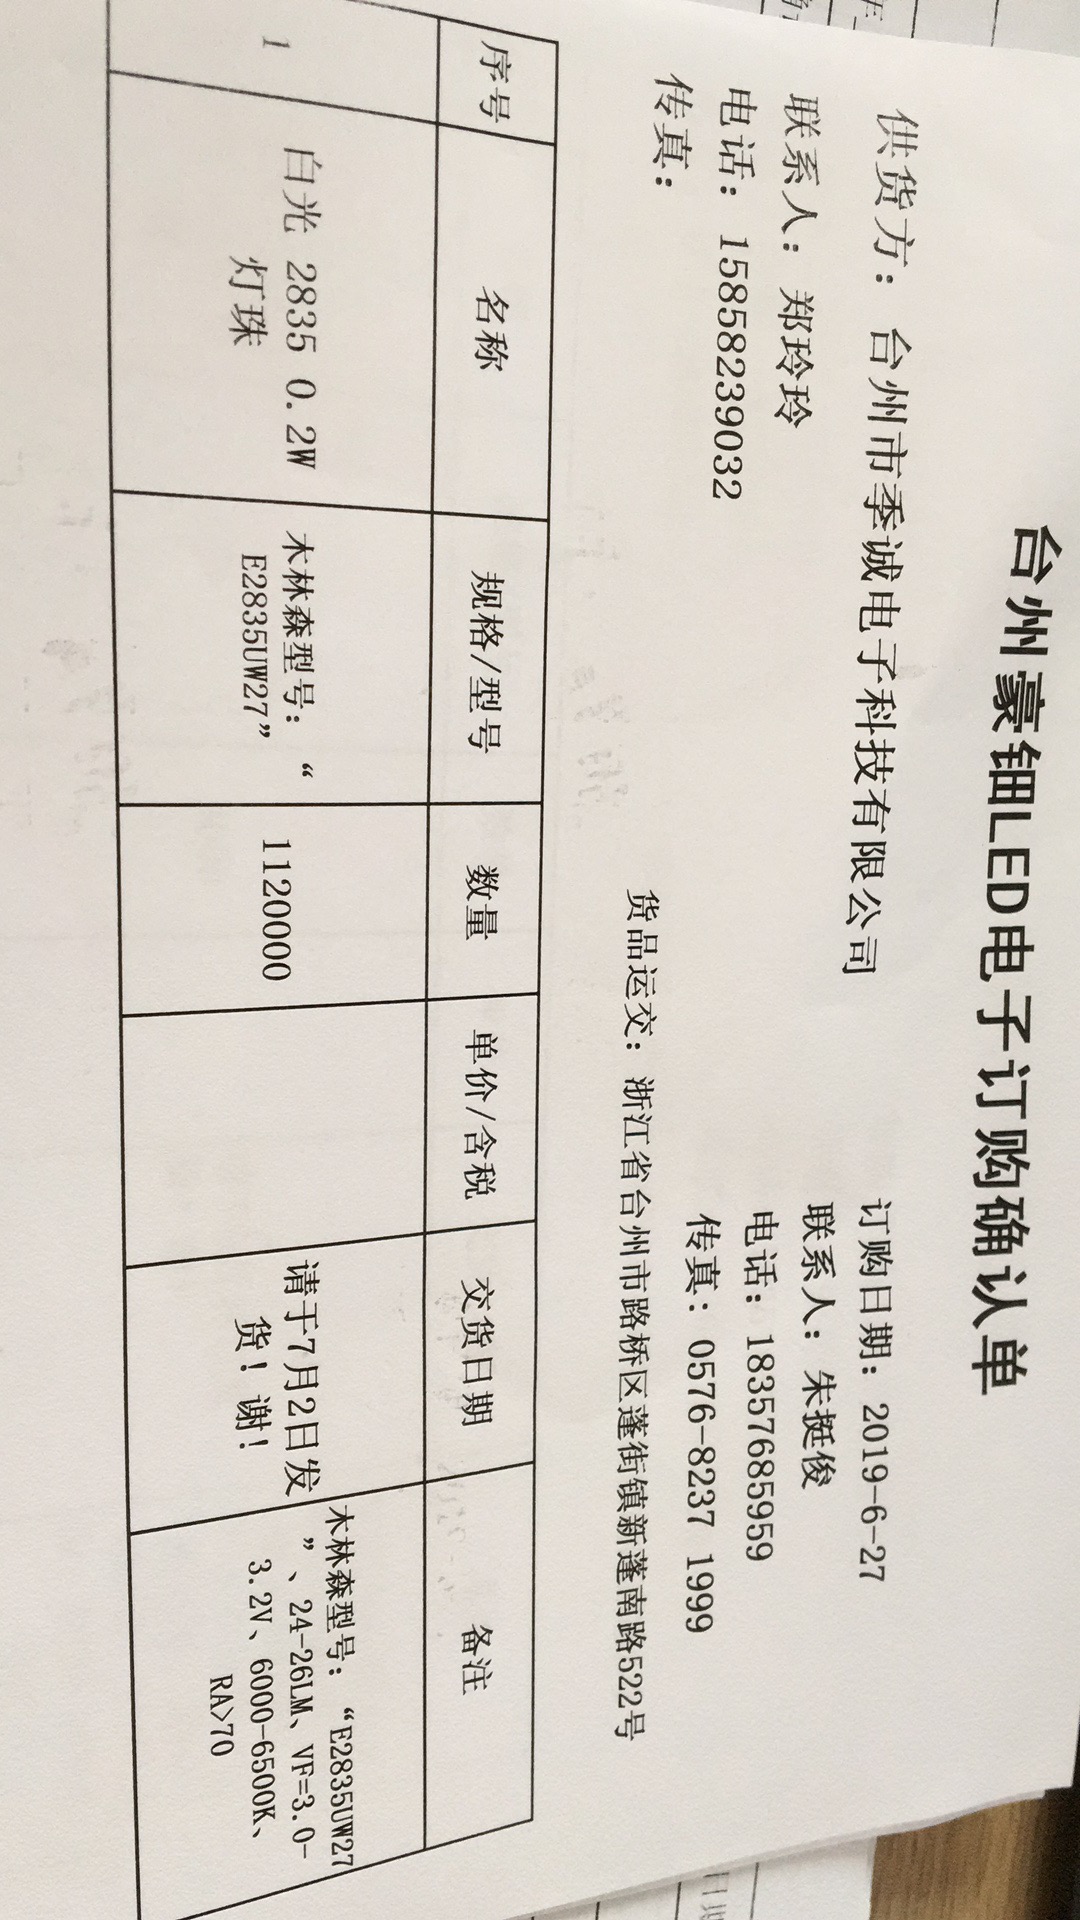 台州豪钿LED电子订购确认单
供货方：台州市季诚电子科技有限公司
订购日期：2019-6-27
联系人：郑玲玲
联系人：朱挺俊
电话：15858239032
电话：18357685959
传真：
传真：0576-8237 1999
货品运交：浙江省台州市路桥区蓬街镇新蓬南路522号
序号 名称 规格/型号 数量 单价/含税 交货日期 备注
1
白光 2835 0.2W
灯珠
木林森型号：“
E2835UW27”
1120000
请于7月2日发
货！谢！
木林森型号：“E2835UW27
”、24-26LM、VF=3.0-
3.2V、6000-6500K、
RA>70